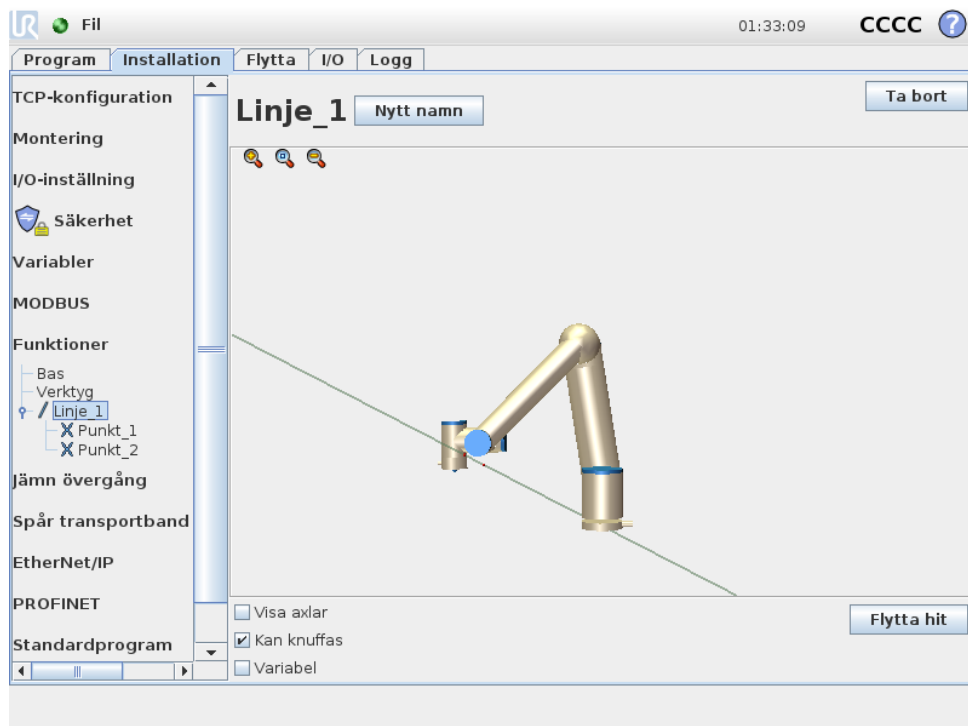 UR Fil 01:33:09 CCCC ?
Program Installation Flytta I/O Logg
TCP-konfiguration
Montering
I/O-inställning
Säkerhet
Variabler
MODBUS
Funktioner
Bas
Verktyg
Linje_1
Punkt_1
Punkt_2
Jämn övergång
Spår transportband
EtherNet/IP
PROFINET
Standardprogram
Linje_1 Nytt namn Ta bort
Visa axlar
Kan knuffas
Variabel
Flytta hit